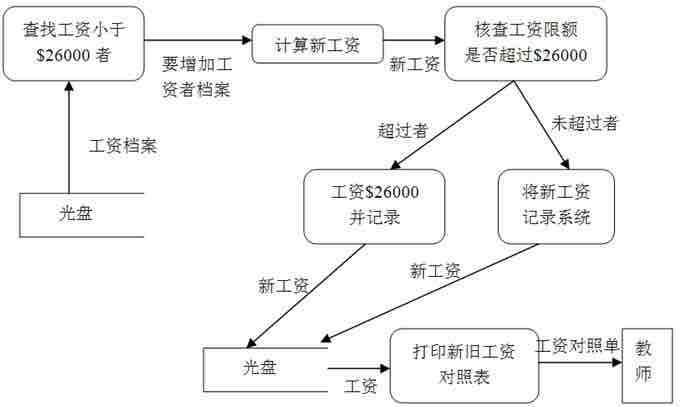 查找工资小于
$26000 者
要增加工
资者档案
计算新工资
新工资
核查工资限额
是否超过$26000
工资档案
光盘
超过者
未超过者
工资$26000
并记录
将新工资
记录系统
新工资
新工资
光盘
工资
打印新旧工资
对照表
工资对照单
教
师